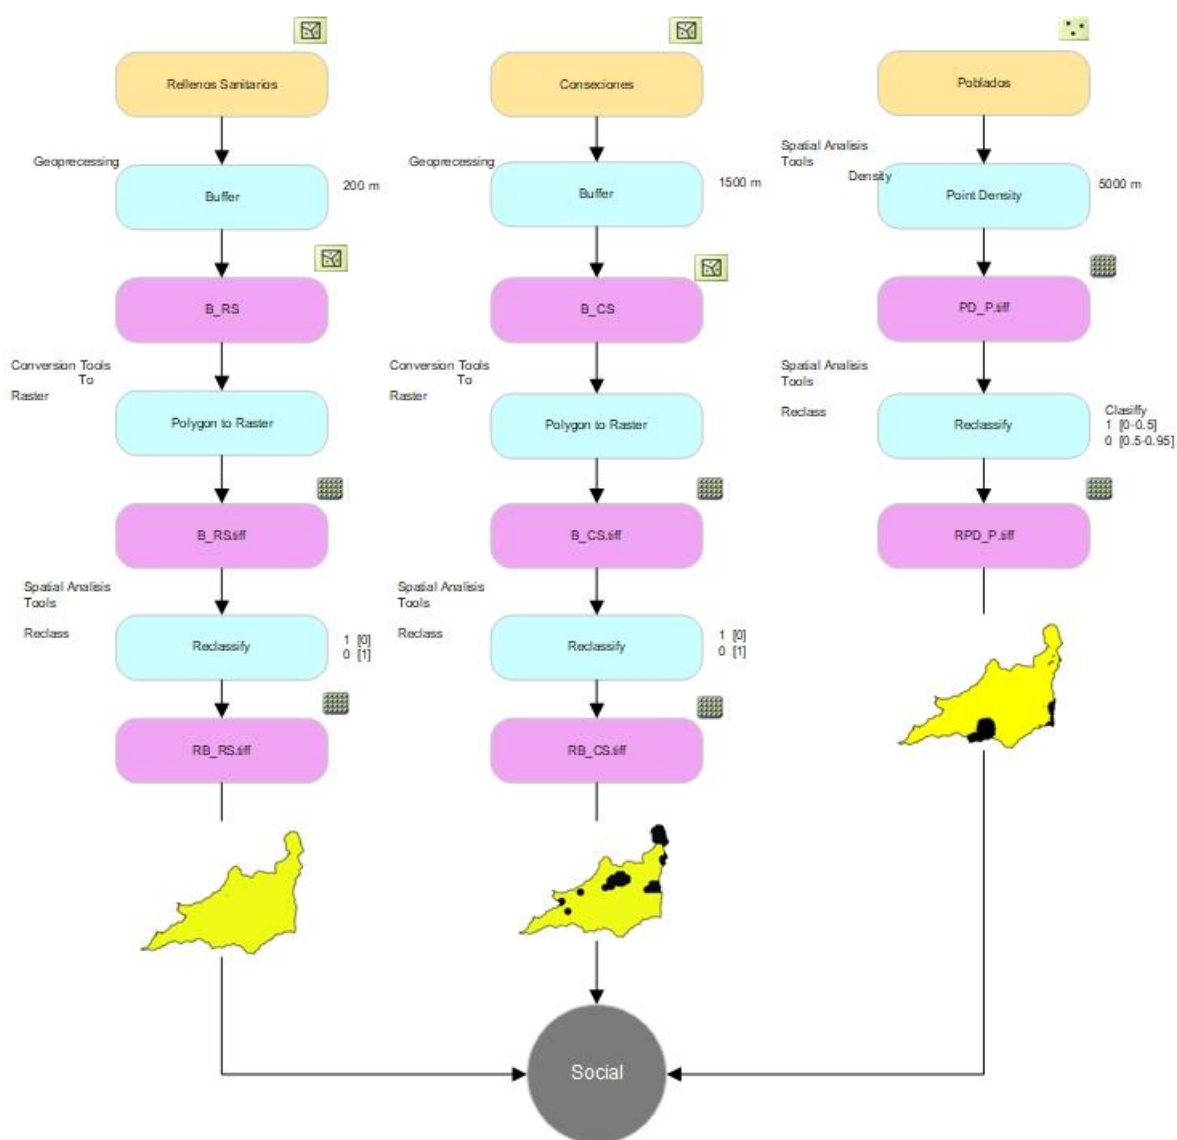 Rellenos Sanitarios
Geoprecessing
Buffer
200 m
B_RS
Conversion Tools
To
Raster
Polygon to Raster
B_RS.tiff
Spatial Analisis
Tools
Reclass
Reclassify
1 [0]
0 [1]
RB_RS.tiff
Conseciones
Geoprecessing
Buffer
1500 m
B_CS
Conversion Tools
To
Raster
Polygon to Raster
B_CS.tiff
Spatial Analisis
Tools
Reclass
Reclassify
1 [0]
0 [1]
RB_CS.tiff
Poblados
Spatial Analisis
Tools
Density
Point Density
5000 m
PD_P.tiff
Spatial Analisis
Tools
Reclass
Reclassify
Clasiffy
1 [0-0.5]
0 [0.5-0.95]
RPD_P.tiff
Social